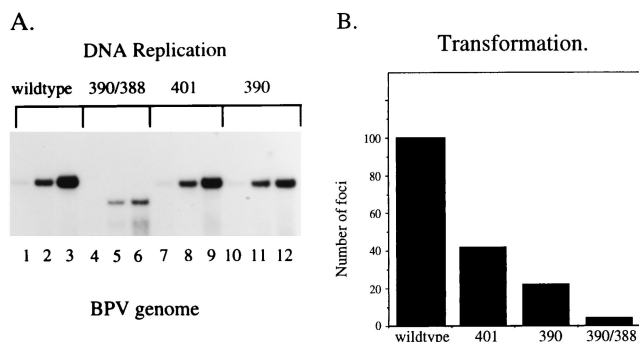 A.
DNA Replication
wildtype 390/388 401 390
1 2 3 4 5 6 7 8 9 10 11 12
BPV genome
B.
Transformation.
Number of foci
100
80
60
40
20
0
wildtype 401 390 390/388